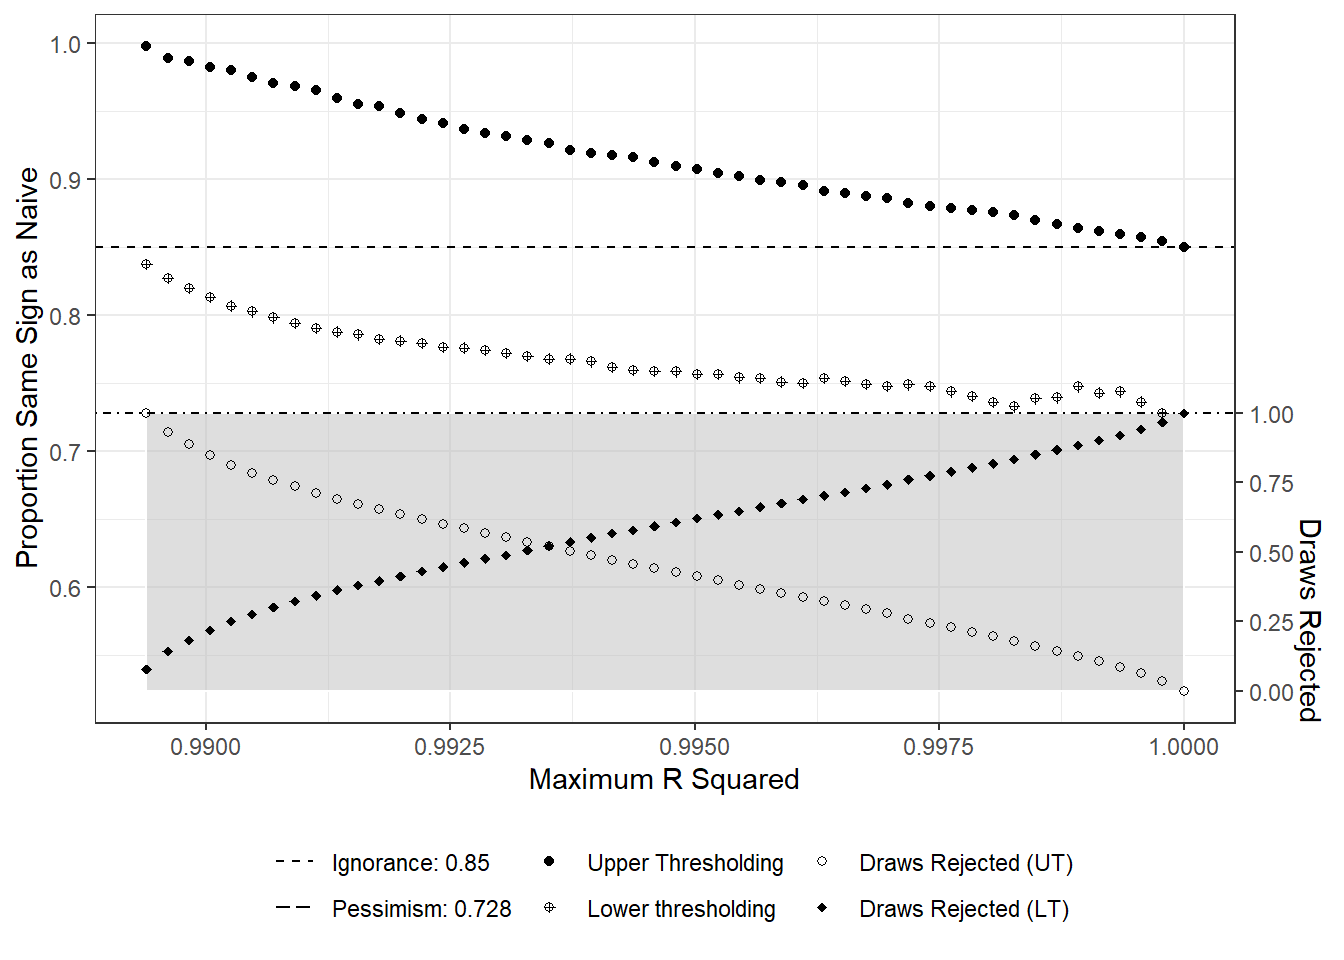 Proportion Same Sign as Naive
1.0
0.9
0.8
0.7
0.6
1.00
0.75
0.50
0.25
0.00
Draws Rejected
0.9900 0.9925 0.9950 0.9975 1.0000
Maximum R Squared
Ignorance: 0.85 Upper Thresholding Draws Rejected (UT)
Pessimism: 0.728 Lower thresholding Draws Rejected (LT)